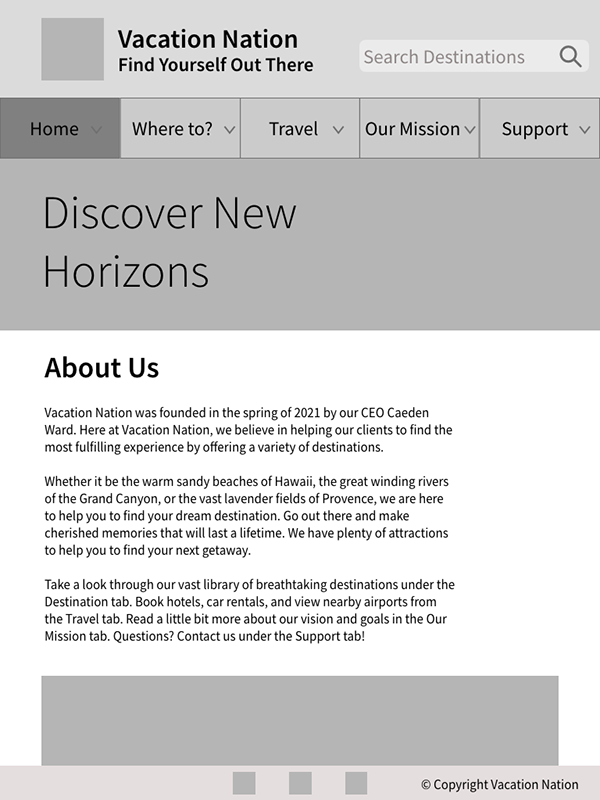 Vacation Nation
Find Yourself Out There
Search Destinations
Home
Where to?
Travel
Our Mission
Support
Discover New
Horizons
About Us
Vacation Nation was founded in the spring of 2021 by our CEO Caeden
Ward. Here at Vacation Nation, we believe in helping our clients to find the
most fulfilling experience by offering a variety of destinations.
Whether it be the warm sandy beaches of Hawaii, the great winding rivers
of the Grand Canyon, or the vast lavender fields of Provence, we are here
to help you to find your dream destination. Go out there and make
cherished memories that will last a lifetime. We have plenty of attractions
to help you to find your next getaway.
Take a look through our vast library of breathtaking destinations under the
Destination tab. Book hotels, car rentals, and view nearby airports from
the Travel tab. Read a little bit more about our vision and goals in the Our
Mission tab. Questions? Contact us under the Support tab!
© Copyright Vacation Nation